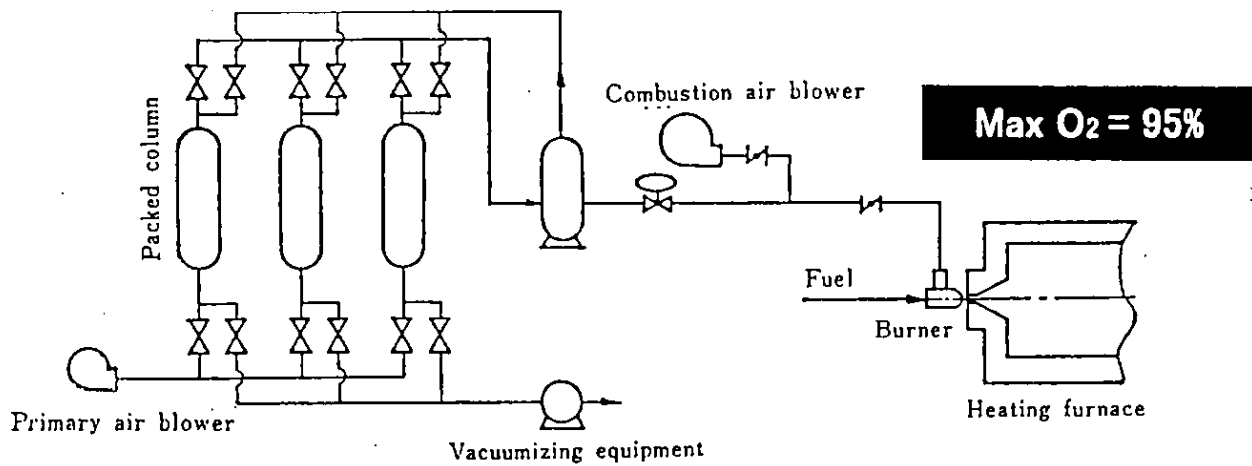 Packed column
Combustion air blower
Max O₂ = 95%
Fuel
Burner
Primary air blower
Vacuumizing equipment
Heating furnace